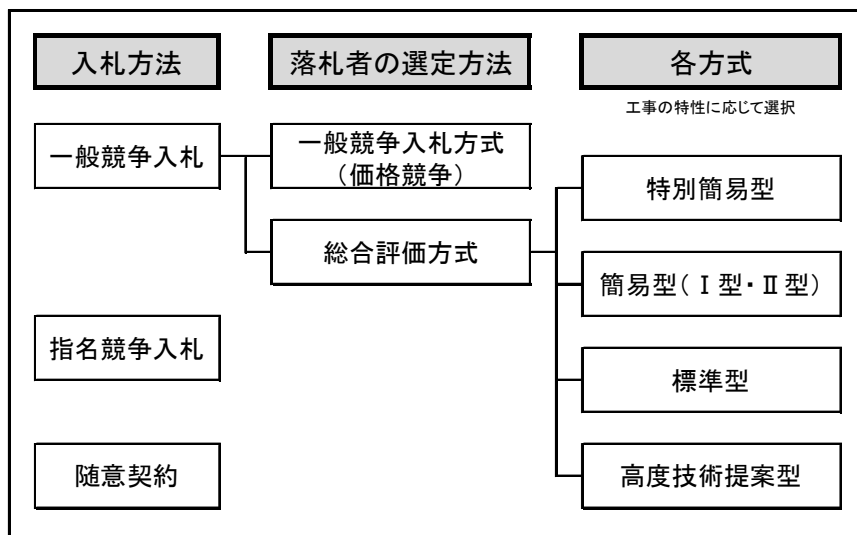 入札方法
落札者の選定方法
各方式
工事の特性に応じて選択
一般競争入札
一般競争入札方式
（価格競争）
総合評価方式
特別簡易型
簡易型（Ⅰ型・Ⅱ型）
指名競争入札
標準型
随意契約
高度技術提案型